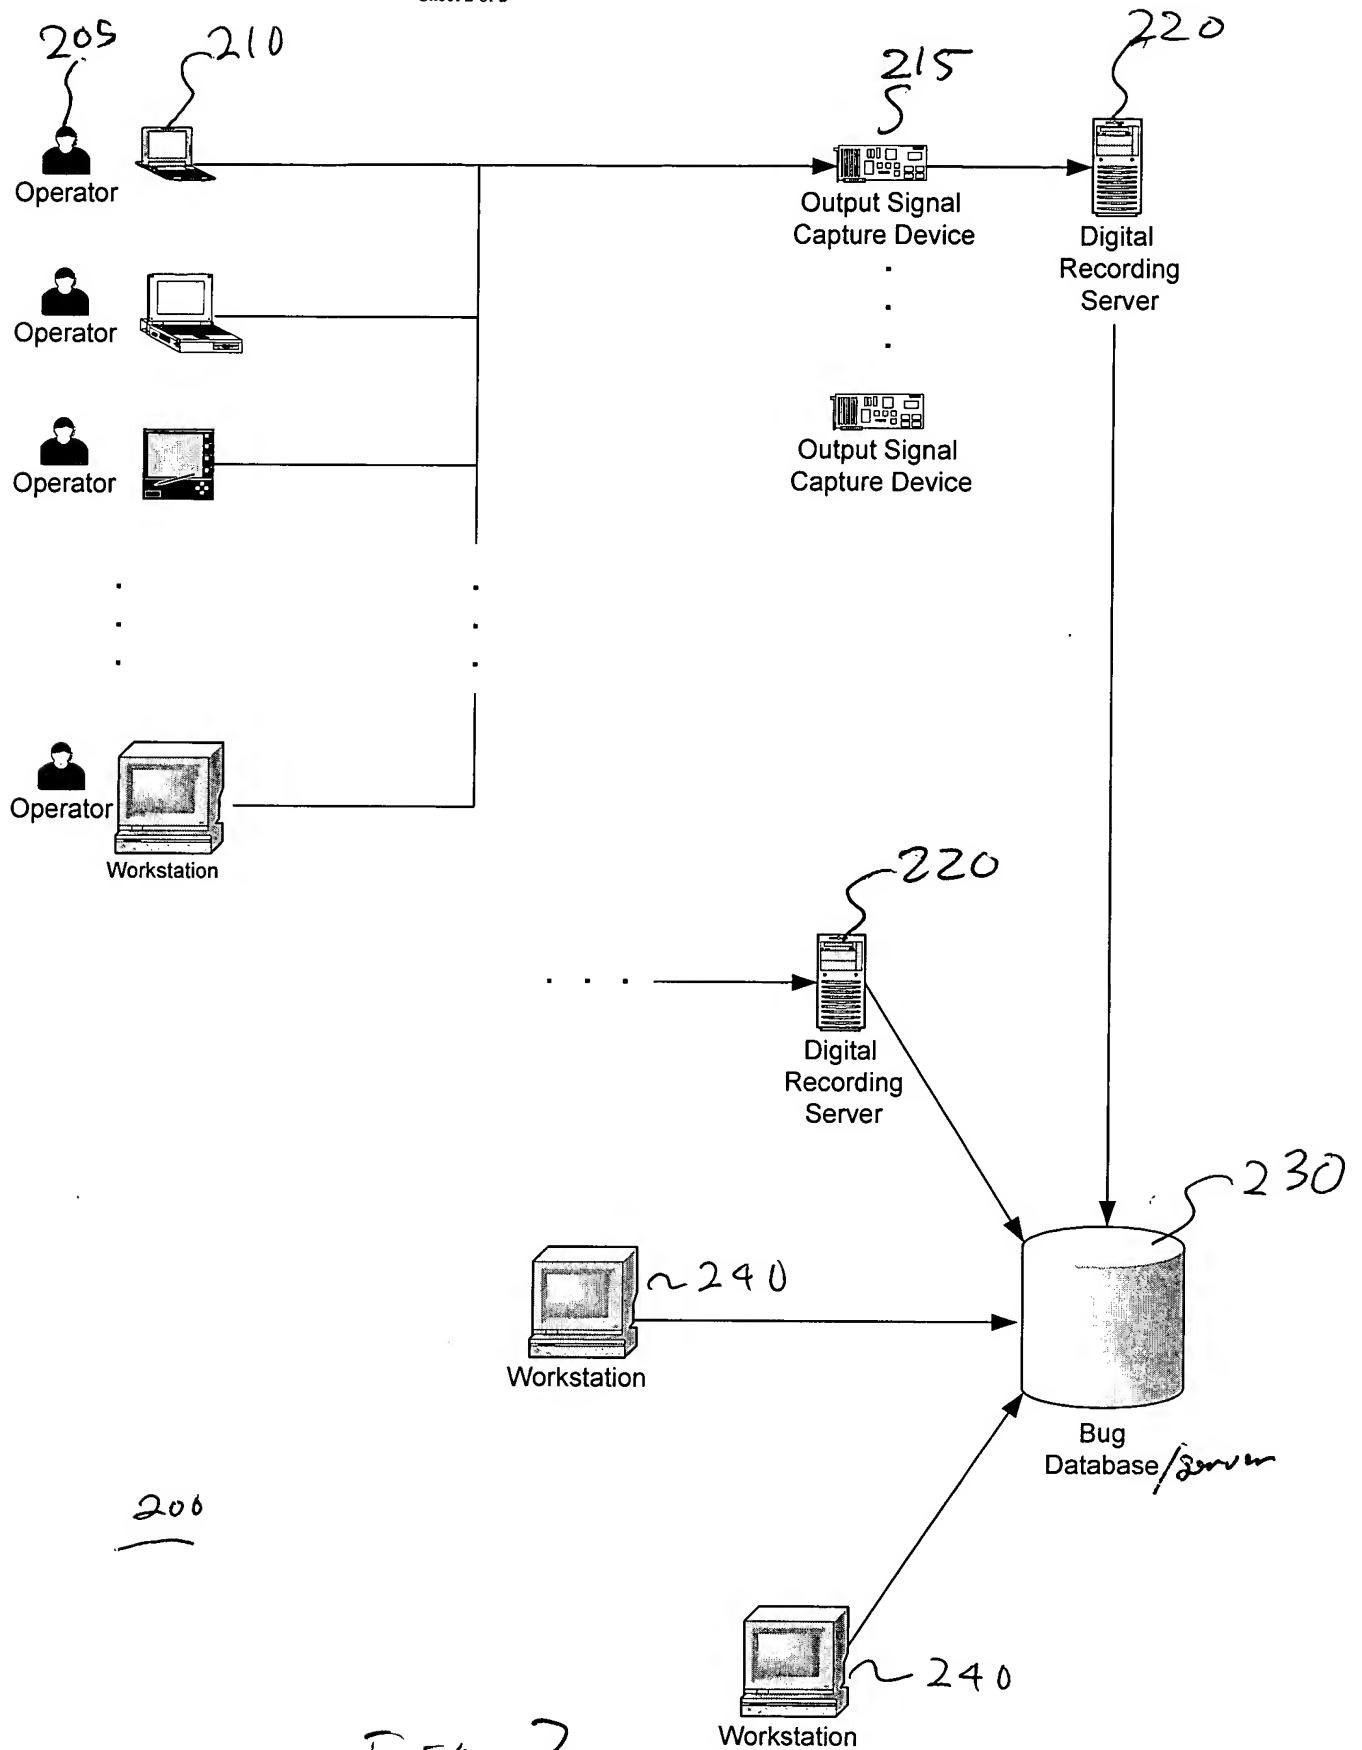 205
210
215
220
Operator
Output Signal
Capture Device
Digital
Recording
Server
Operator
Operator
Output Signal
Capture Device
Operator
Workstation
220
Digital
Recording
Server
230
240
Workstation
Bug
Database/server
200
240
Workstation